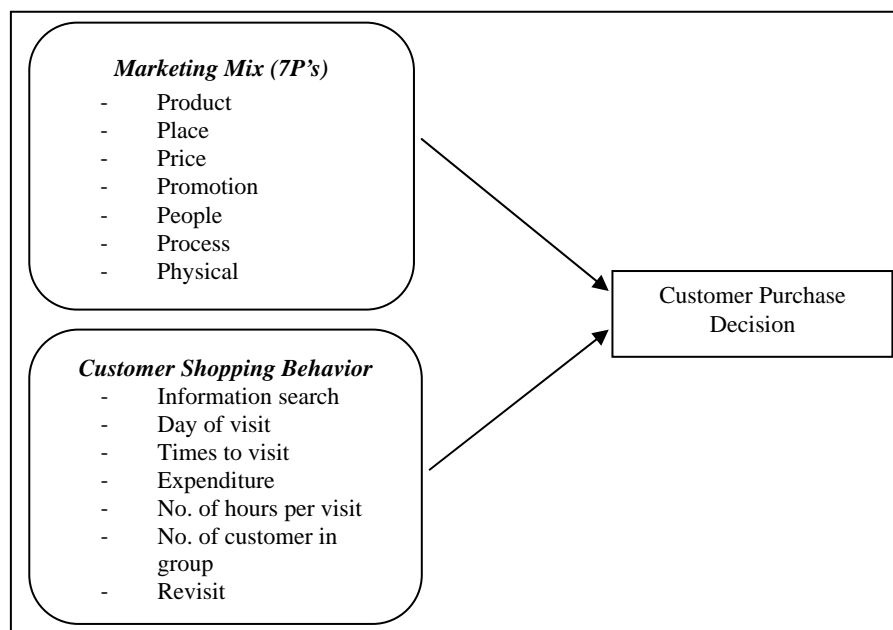 Marketing Mix (7P's)
- Product
- Place
- Price
- Promotion
- People
- Process
- Physical
Customer Shopping Behavior
- Information search
- Day of visit
- Times to visit
- Expenditure
- No. of hours per visit
- No. of customer in
group
- Revisit
Customer Purchase
Decision